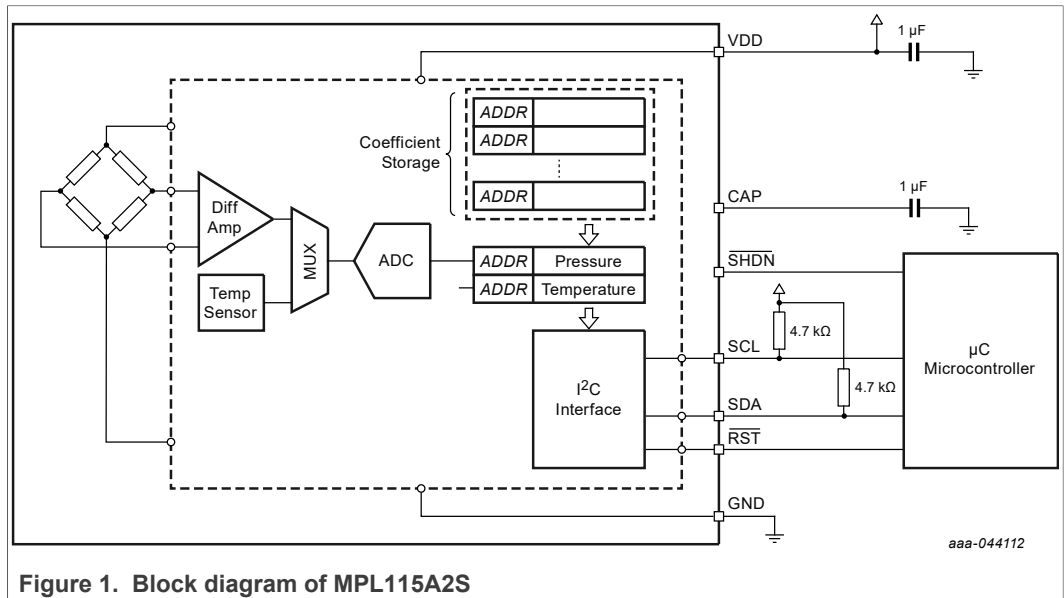 VDD
1 µF
Coefficient
Storage
ADDR
ADDR
ADDR
CAP
1 µF
Diff
Amp
MUX
ADC
Temp
Sensor
ADDR Pressure
ADDR Temperature
SHDN
4.7 kΩ
SCL
4.7 kΩ
µC
Microcontroller
I²C
Interface
SDA
RST
GND
aaa-044112
Figure 1. Block diagram of MPL115A2S